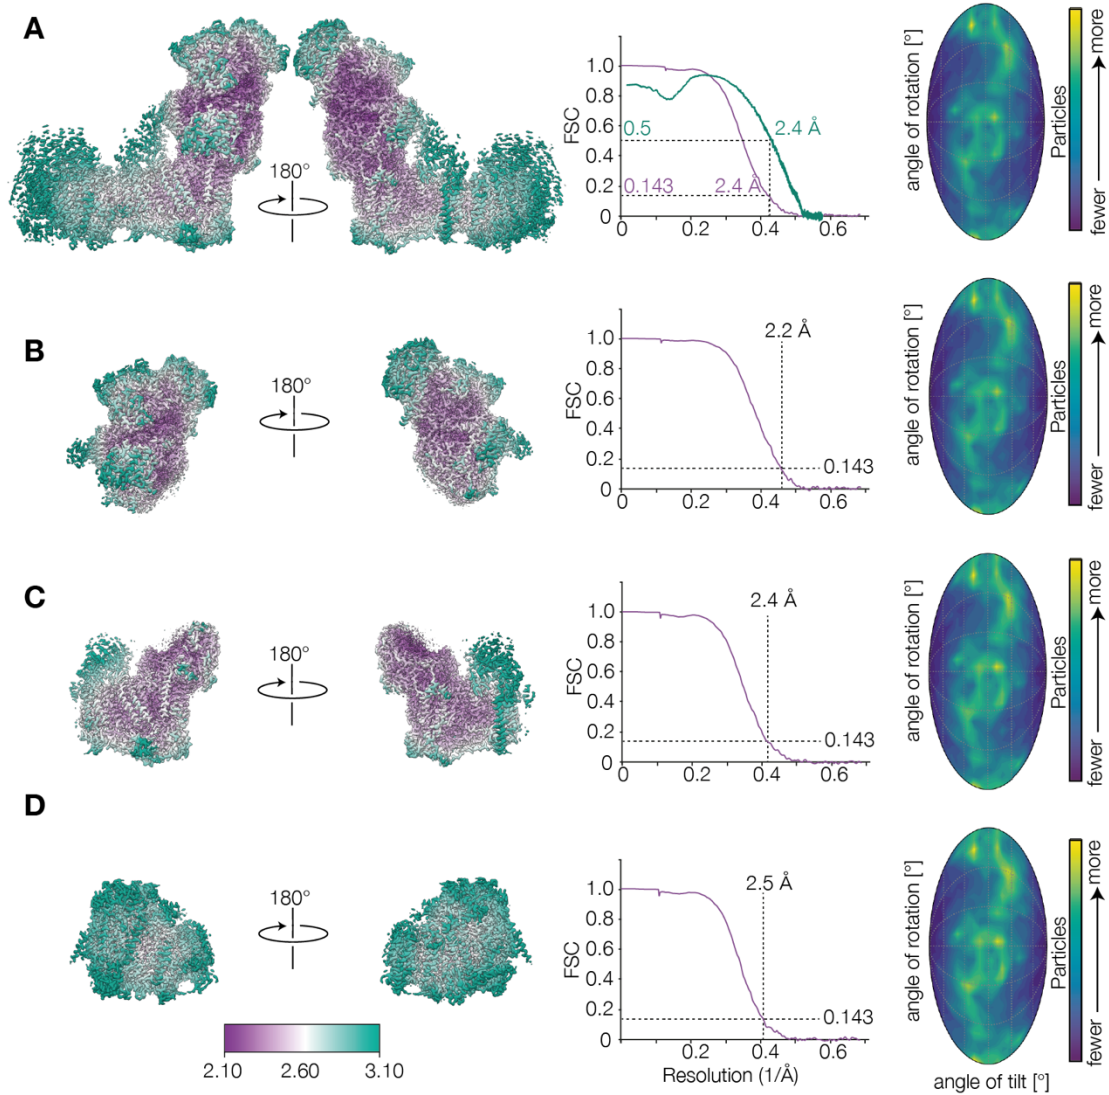 A
180°
FSC
1.0
0.8
0.6
0.4
0.2
0
0.5
2.4 Å
0.143
2.4 Å
0
0.2
0.4
0.6
angle of rotation [°]
Particles
fewer
more
B
180°
FSC
1.0
0.8
0.6
0.4
0.2
0
2.2 Å
0.143
0
0.2
0.4
0.6
angle of rotation [°]
Particles
fewer
more
C
180°
FSC
1.0
0.8
0.6
0.4
0.2
0
2.4 Å
0.143
0
0.2
0.4
0.6
angle of rotation [°]
Particles
fewer
more
D
180°
FSC
1.0
0.8
0.6
0.4
0.2
0
2.5 Å
0.143
0
0.2
0.4
0.6
Resolution (1/Å)
angle of rotation [°]
Particles
fewer
more
angle of tilt [°]
2.10
2.60
3.10